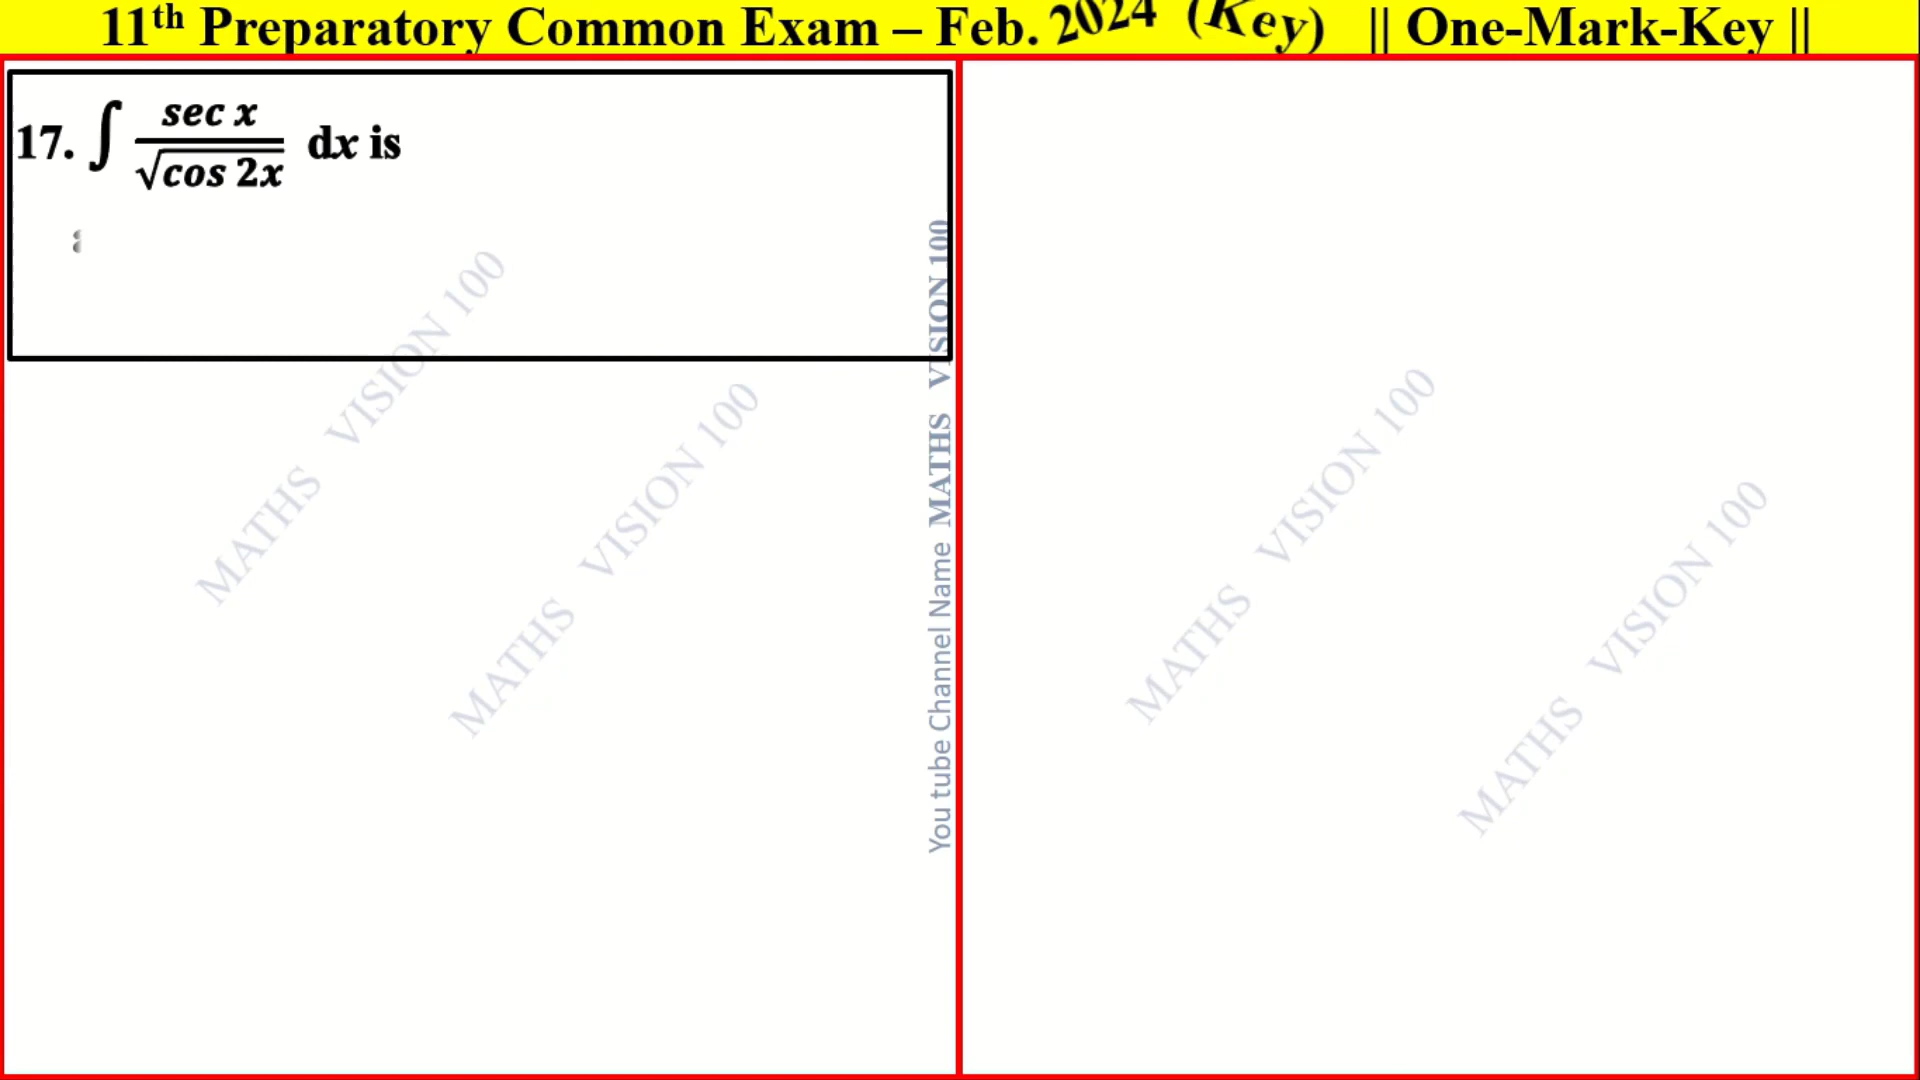 11th Preparatory Common Exam – Feb. 2024 (Key) || One-Mark-Key ||
17. ∫ sec x / √cos 2x dx is
MATHS VISION 100
MATHS VISION 100
You tube Channel Name MATHS VISION 100
MATHS VISION 100
MATHS VISION 100